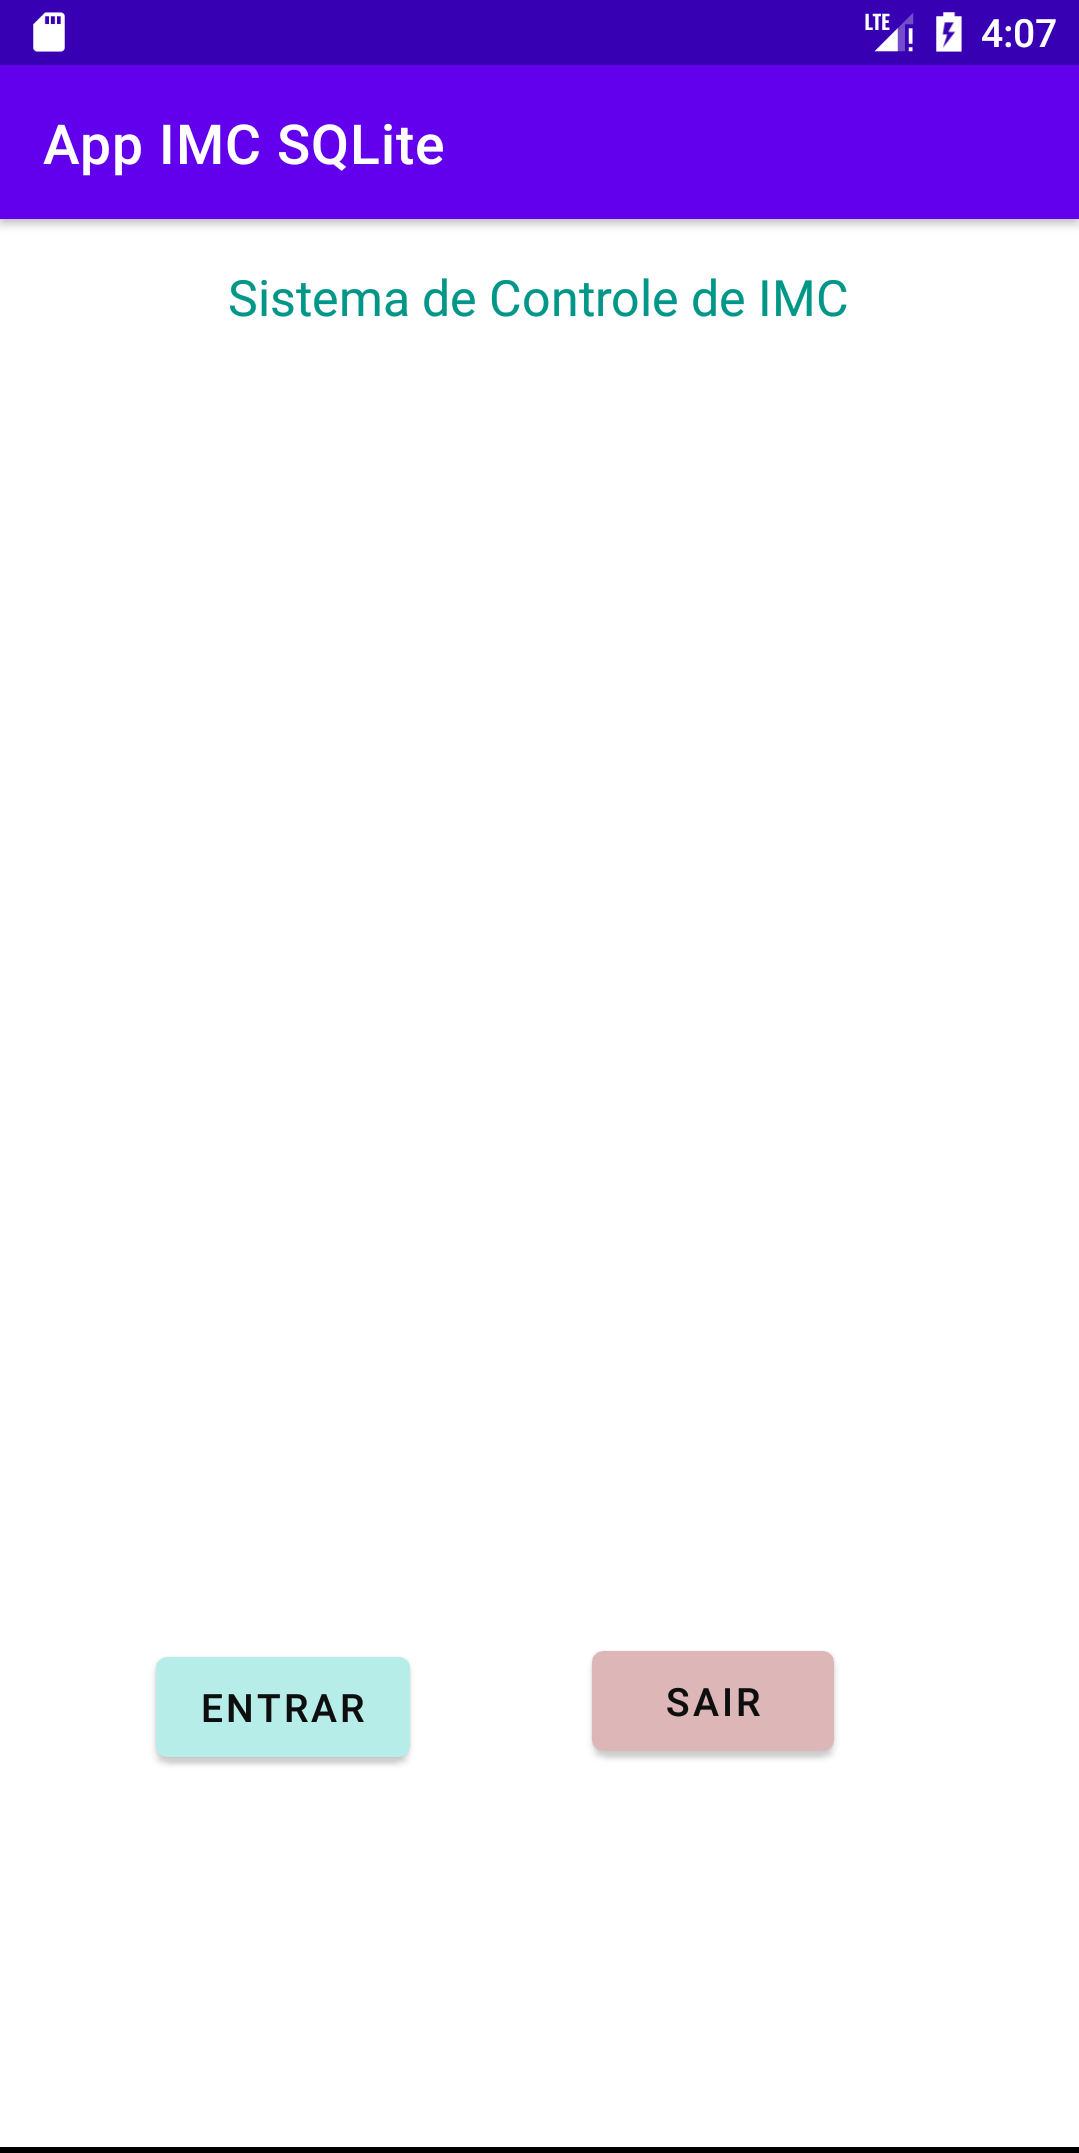 LTE 4:07
App IMC SQLite
Sistema de Controle de IMC
ENTRAR SAIR